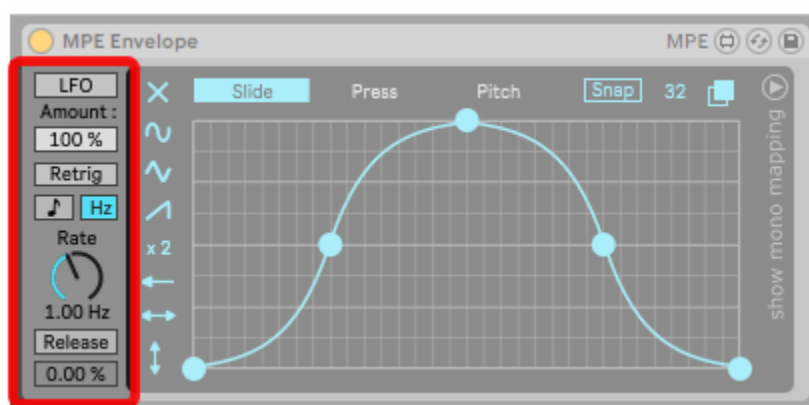 MPE Envelope
MPE
LFO
Amount :
100 %
Retrig
Hz
Rate
1.00 Hz
Release
0.00 %
x 2
Slide Press Pitch Snap 32
show mono mapping